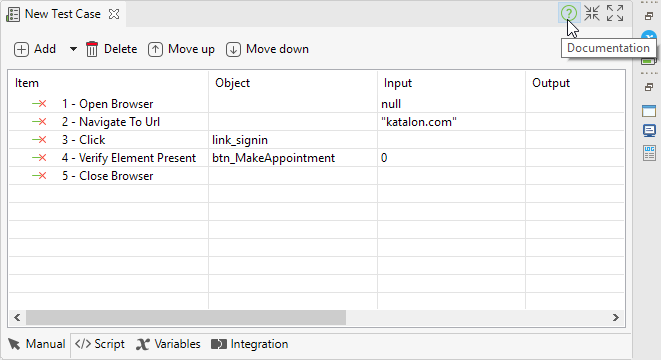 New Test Case
Add Delete Move up Move down
Documentation
Item Object Input Output
1 - Open Browser null
2 - Navigate To Url "katalon.com"
3 - Click link_signin
4 - Verify Element Present btn_MakeAppointment 0
5 - Close Browser
Manual Script Variables Integration